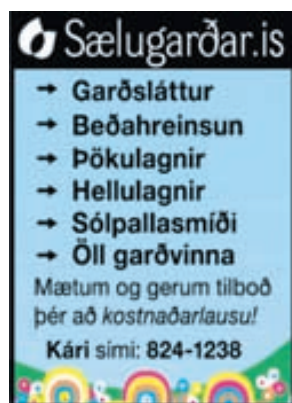 Sælugarðar.is
→ Garðsláttur
→ Beðahreinsun
→ Þökulagnir
→ Hellulagnir
→ Sólpallasmíði
→ Öll garðvinna
Mætum og gerum tilboð
þér að kostnaðarlausu!
Kári sími: 824-1238